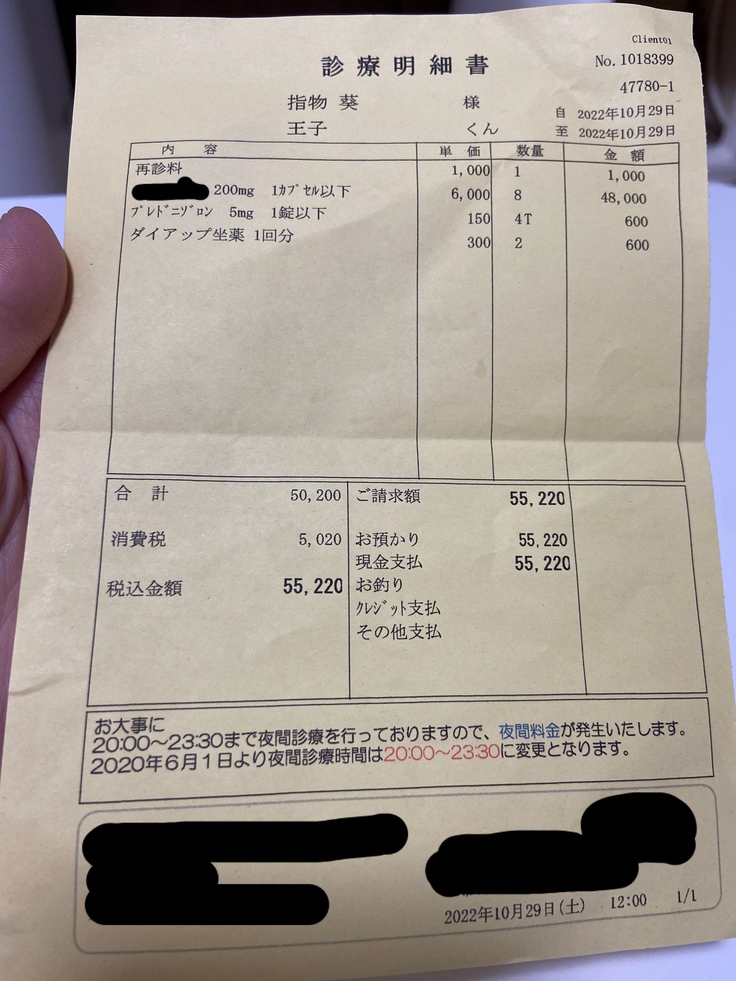 Client01
診療明細書
No. 1018399
47780-1
指物 葵 様
自 2022年10月29日
王子 くん
至 2022年10月29日
内 容 単 価 数量 金 額
再診料 1,000 1 1,000
200mg 1ｶﾌﾟｾﾙ以下 6,000 8 48,000
ﾌﾟﾚﾄﾞﾆｿﾞﾛﾝ 5mg 1錠以下 150 4T 600
ダイアップ坐薬 1回分 300 2 600
合 計 50,200 ご請求額 55,220
消費税 5,020 お預かり 55,220
現金支払 55,220
税込金額 55,220 お釣り
ｸﾚｼﾞｯﾄ支払
その他支払
お大事に
20:00～23:30まで夜間診療を行っておりますので、夜間料金が発生いたします。
2020年6月1日より夜間診療時間は20:00～23:30に変更となります。
2022年10月29日(土) 12:00 1/1